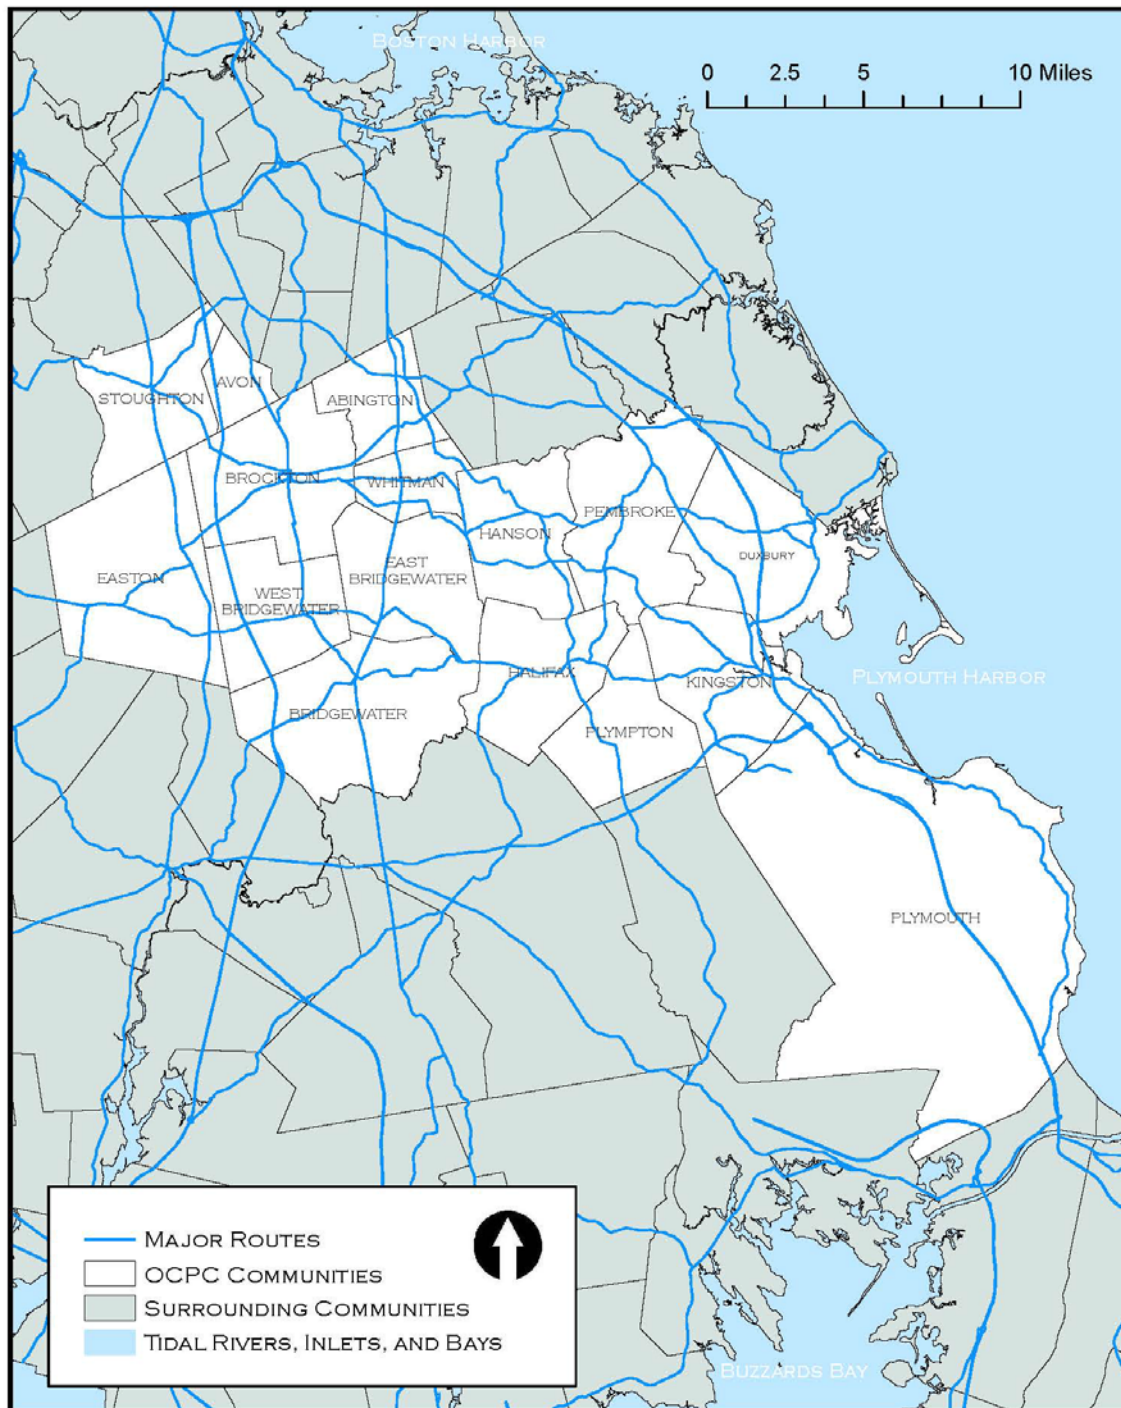 BOSTON HARBOR
0 2.5 5 10 Miles
AVON
STOUGHTON
ABINGTON
BROCKTON
WHITMAN
PEMBROKE
HANSON
DUXBURY
EAST
BRIDGEWATER
EASTON
WEST
BRIDGEWATER
HALIFAX
PLYMOUTH HARBOR
KINGSTON
BRIDGEWATER
PLYMPTON
PLYMOUTH
MAJOR ROUTES
OCPC COMMUNITIES
SURROUNDING COMMUNITIES
TIDAL RIVERS, INLETS, AND BAYS
BUZZARDS BAY